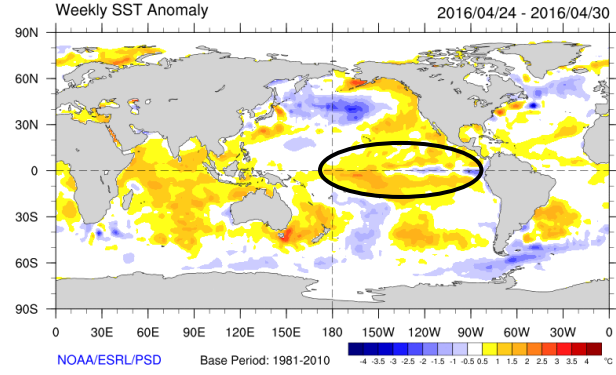 Weekly SST Anomaly 2016/04/24 - 2016/04/30
90N
60N
30N
0
30S
60S
90S
0 30E 60E 90E 120E 150E 180 150W 120W 90W 60W 30W 0
NOAA/ESRL/PSD Base Period: 1981-2010
-4 -3.5 -3 -2.5 -2 -1.5 -1 -0.5 0.5 1 1.5 2 2.5 3 3.5 4 °C